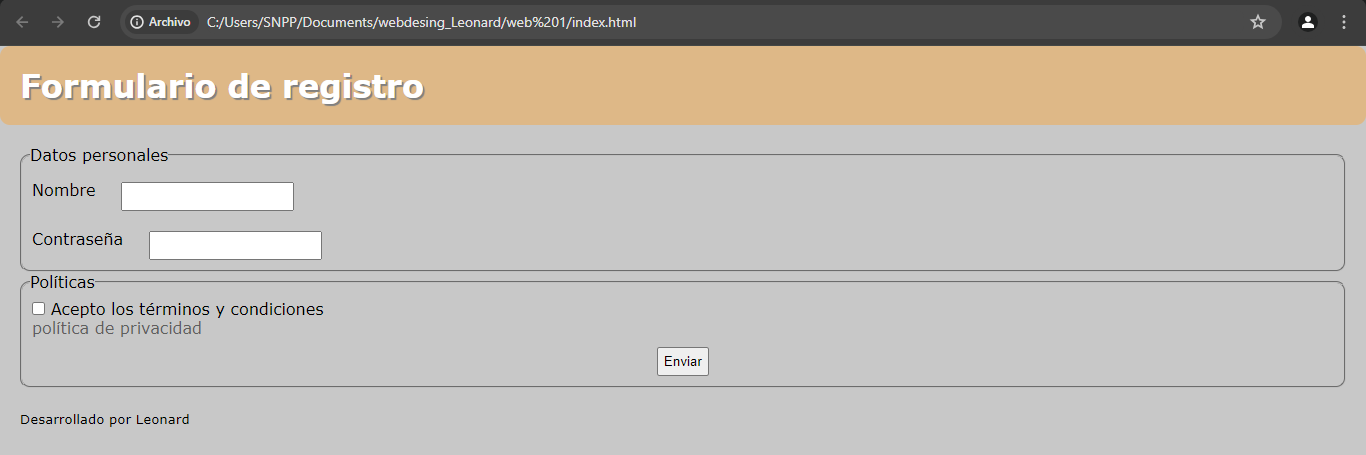 Archivo C:/Users/SNPP/Documents/webdesing_Leonard/web%201/index.html
Formulario de registro
Datos personales
Nombre
Contraseña
Políticas
Acepto los términos y condiciones
política de privacidad
Enviar
Desarrollado por Leonard